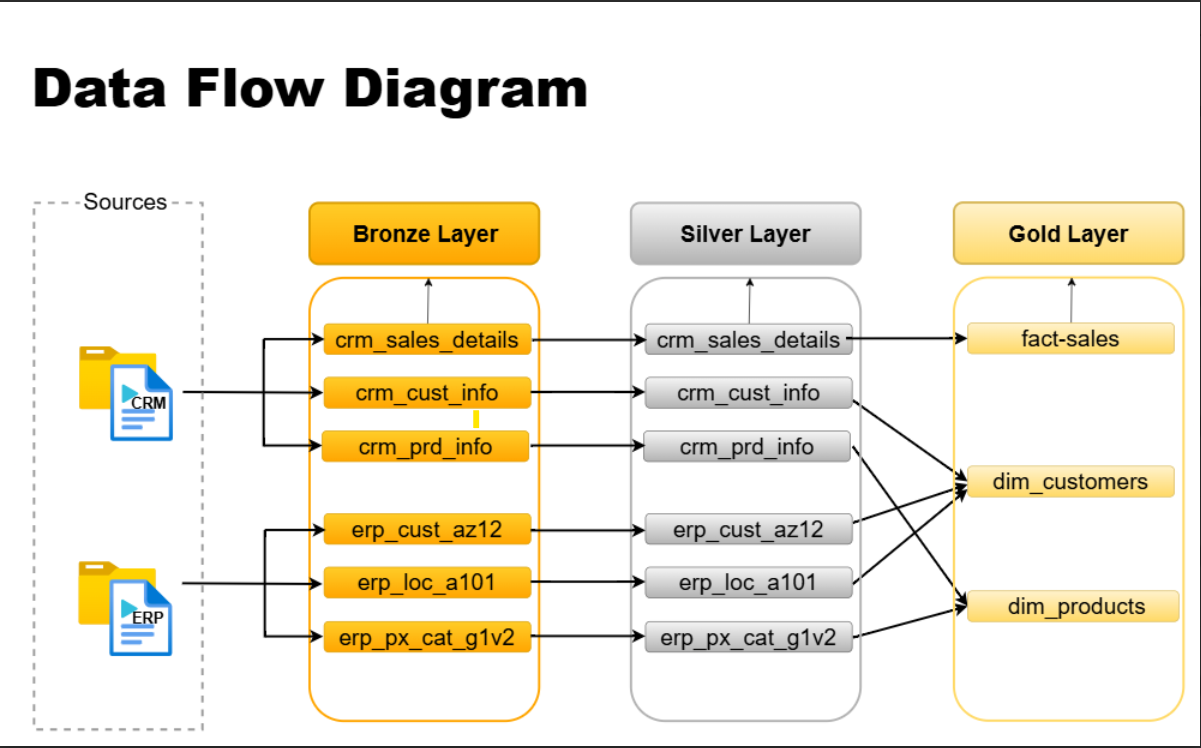 Data Flow Diagram
Sources
Bronze Layer
Silver Layer
Gold Layer
CRM
crm_sales_details
crm_sales_details
fact-sales
crm_cust_info
crm_cust_info
crm_prd_info
crm_prd_info
dim_customers
ERP
erp_cust_az12
erp_cust_az12
erp_loc_a101
erp_loc_a101
dim_products
erp_px_cat_g1v2
erp_px_cat_g1v2